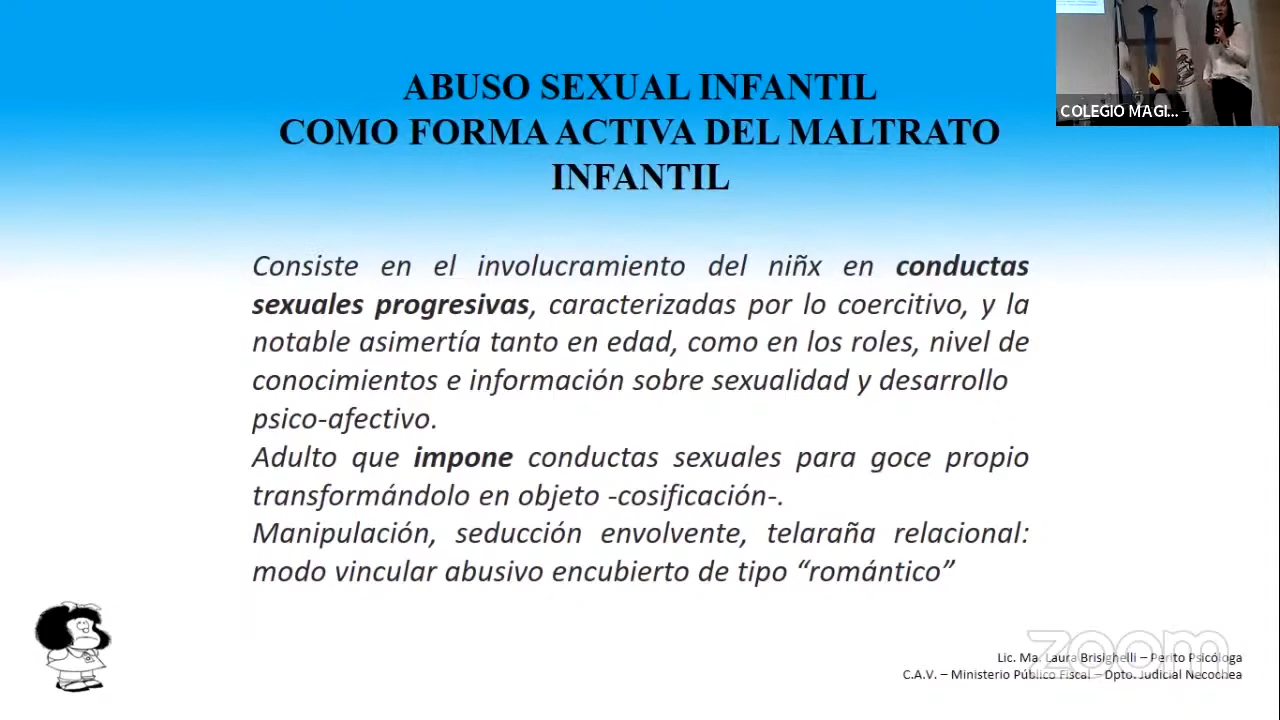 ABUSO SEXUAL INFANTIL
COMO FORMA ACTIVA DEL MALTRATO
INFANTIL
COLEGIO MAGI...
Consiste en el involucramiento del niñx en conductas
sexuales progresivas, caracterizadas por lo coercitivo, y la
notable asimertía tanto en edad, como en los roles, nivel de
conocimientos e información sobre sexualidad y desarrollo
psico-afectivo.
Adulto que impone conductas sexuales para goce propio
transformándolo en objeto -cosificación-.
Manipulación, seducción envolvente, telaraña relacional:
modo vincular abusivo encubierto de tipo “romántico”
zoom
Lic. Ma. Laura Brisighelli – Perito Psicóloga
C.A.V. – Ministerio Público Fiscal – Dpto. Judicial Necochea